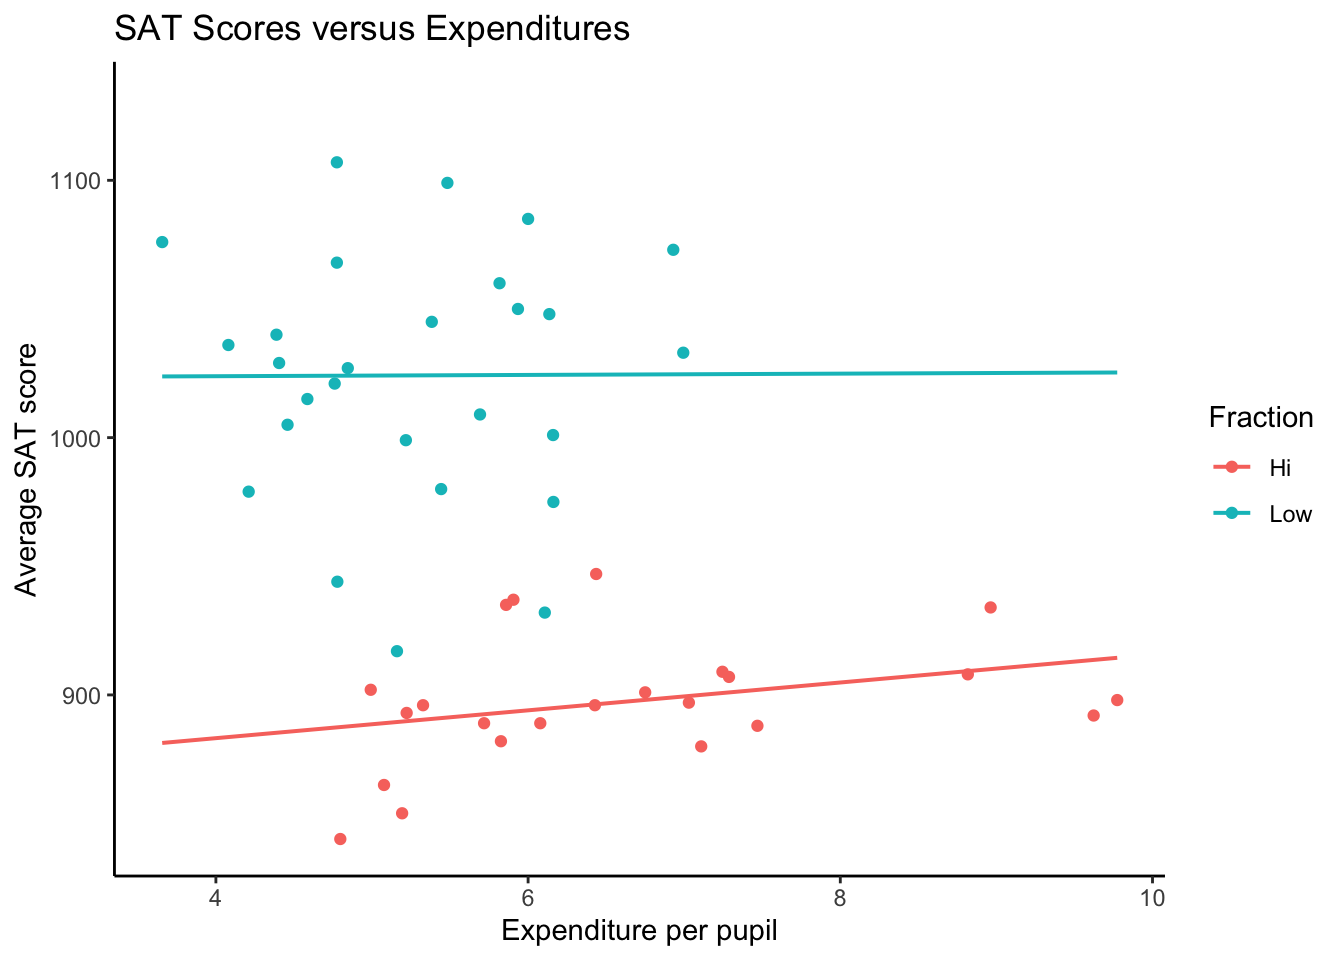 SAT Scores versus Expenditures
Average SAT score
1100
1000
900
4 6 8 10
Expenditure per pupil
Fraction
Hi
Low